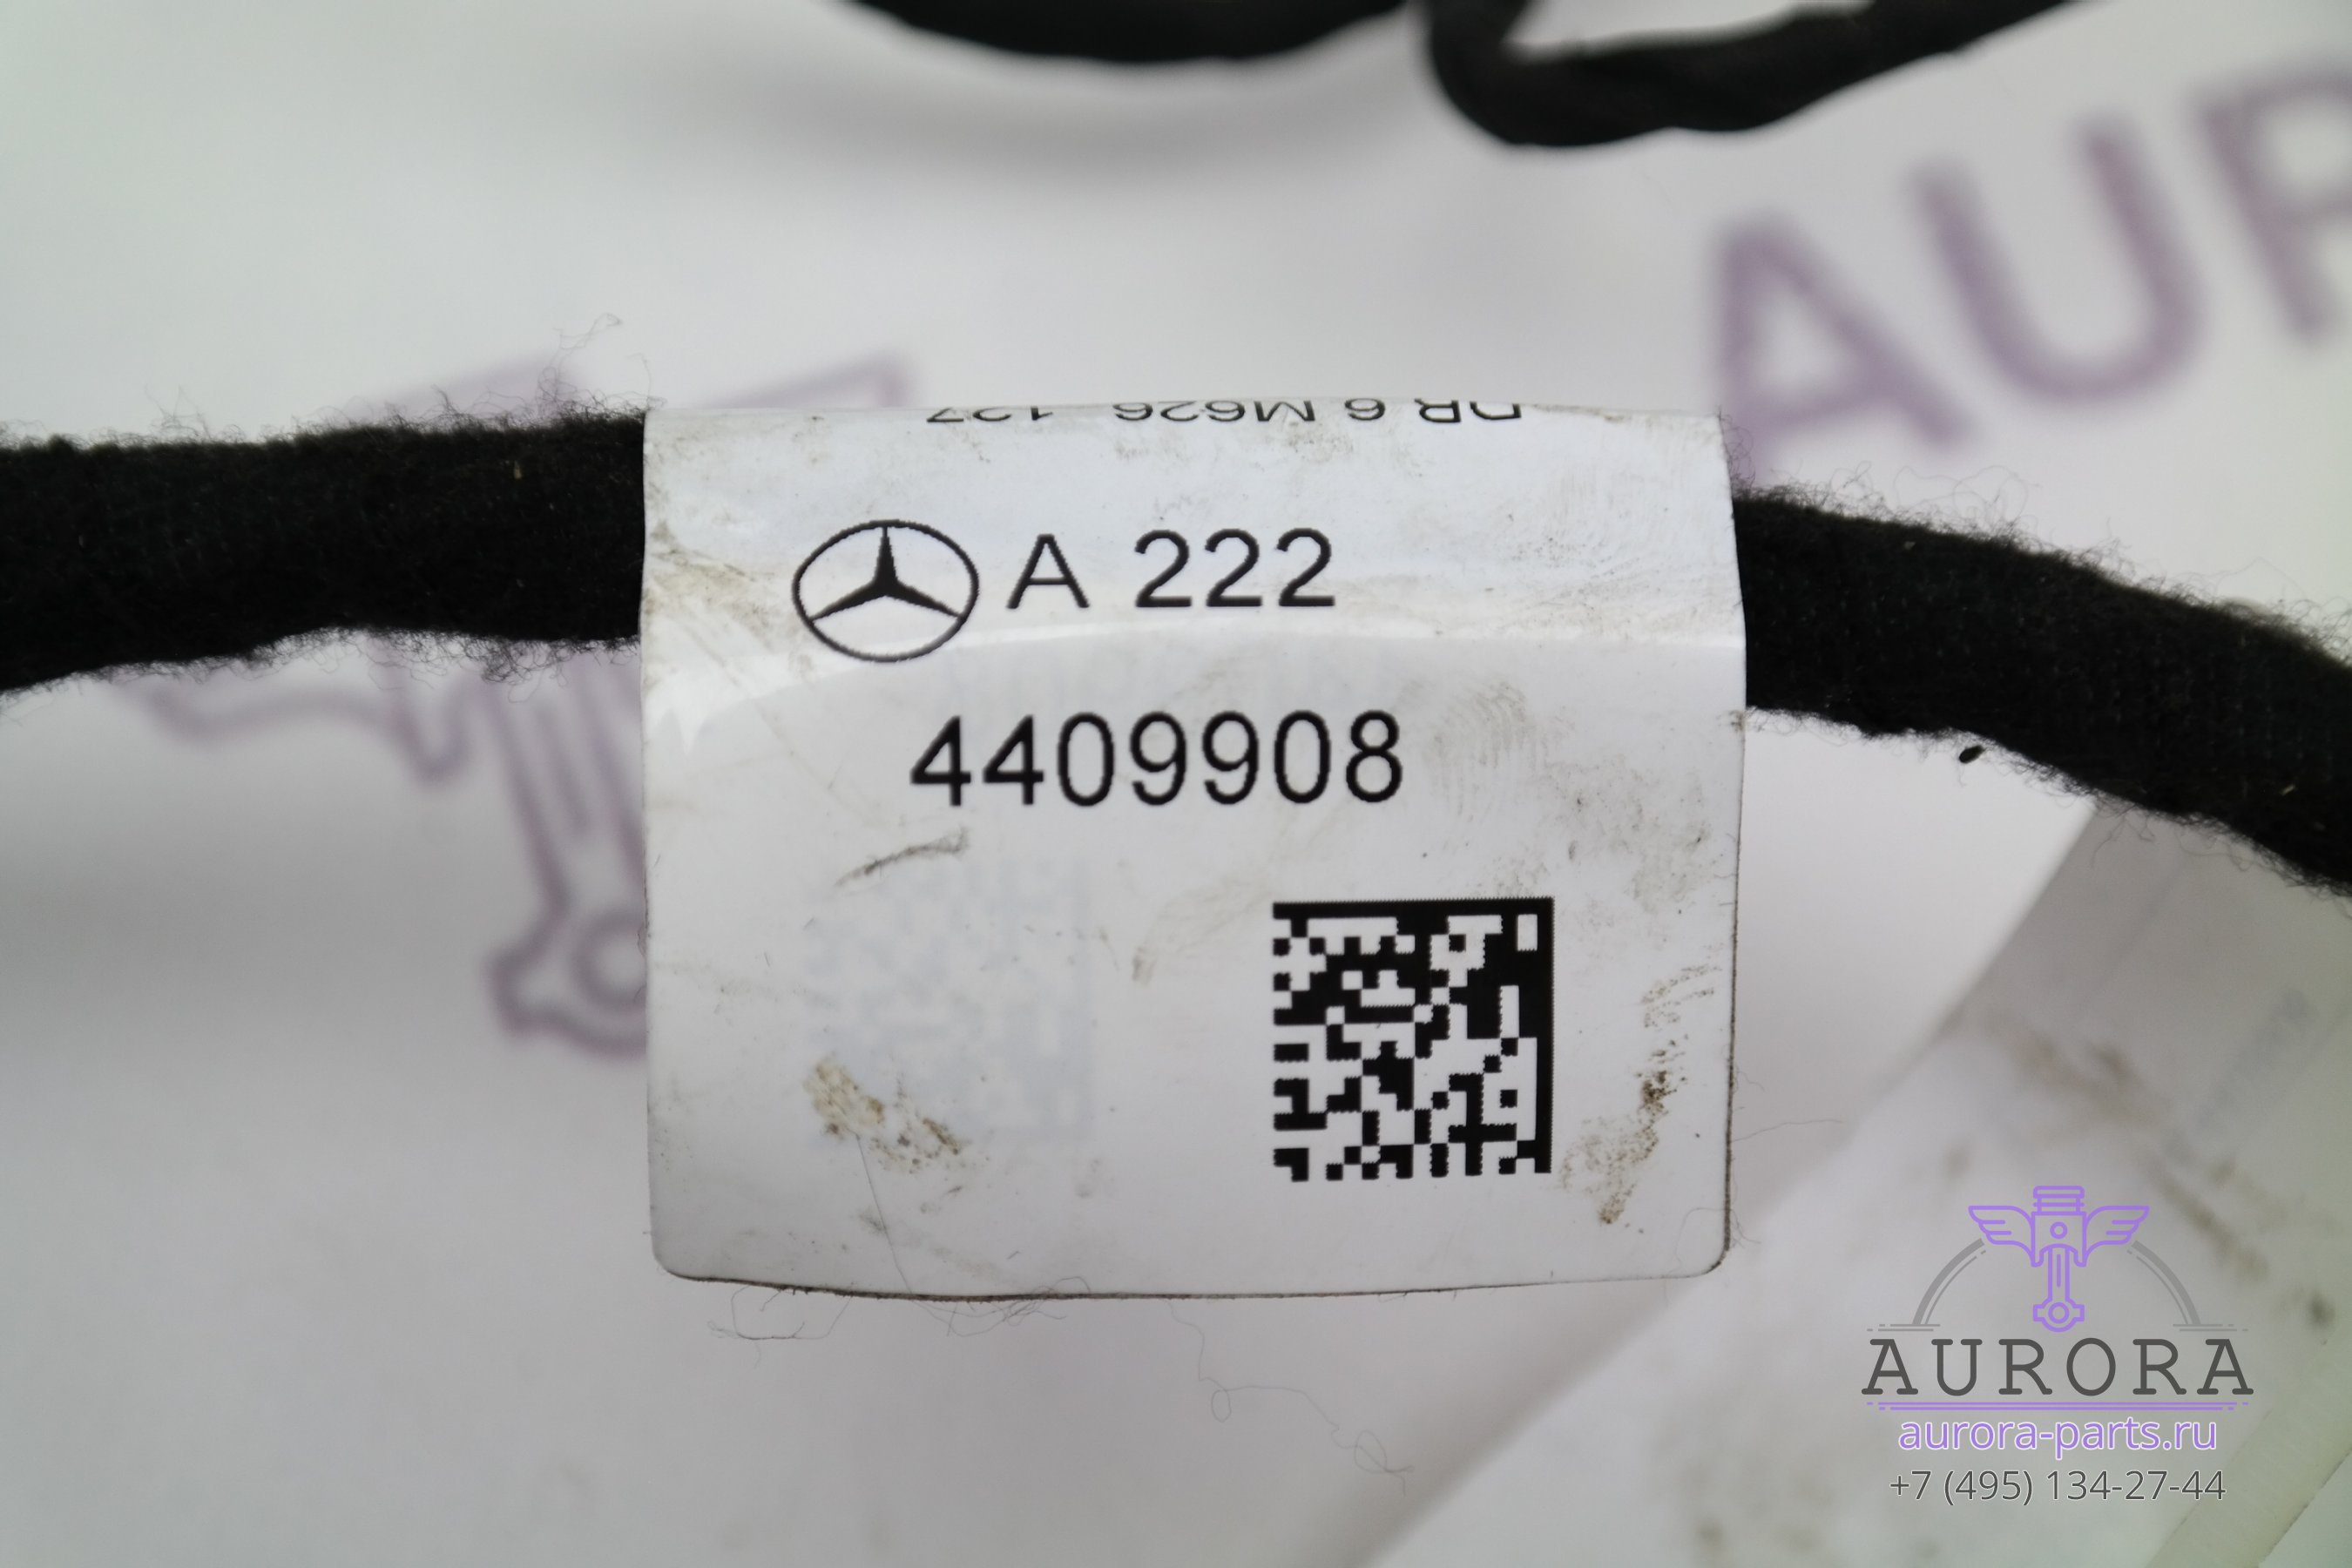 AUR
DR 6 M626 127
A 222
4409908
AURORA
aurora-parts.ru
+7 (495) 134-27-44